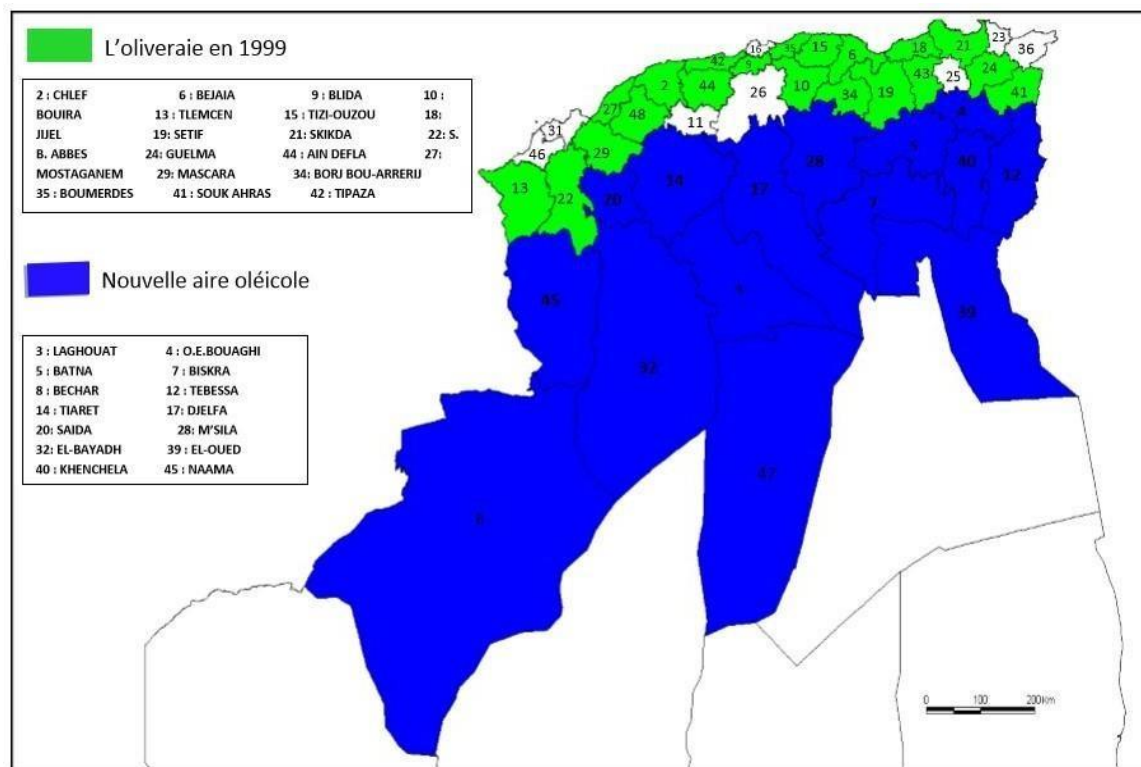 L'oliveraie en 1999
2 : CHLEF 6 : BEJAIA 9 : BLIDA 10 :
BOUIRA 13 : TLEMCEN 15 : TIZI-OUZOU 18:
JIJEL 19: SETIF 21: SKIKDA 22: S.
B. ABBES 24: GUELMA 44 : AIN DEFLA 27:
MOSTAGANEM 29: MASCARA 34: BORJ BOU-ARRERIJ
35 : BOUMERDES 41 : SOUK AHRAS 42 : TIPAZA
Nouvelle aire oléicole
3 : LAGHOUAT 4 : O.E.BOUAGHI
5 : BATNA 7 : BISKRA
8 : BECHAR 12 : TEBESSA
14 : TIARET 17: DJELFA
20: SAIDA 28: M'SILA
32: EL-BAYADH 39 : EL-OUED
40 : KHENCHELA 45 : NAAMA
16
23
36
42
35
15
6
18
21
9
2
44
26
10
34
19
43
25
24
41
27
48
11
31
46
29
13
22
4
5
40
12
28
17
20
7
45
39
32
47
0 100 200 km